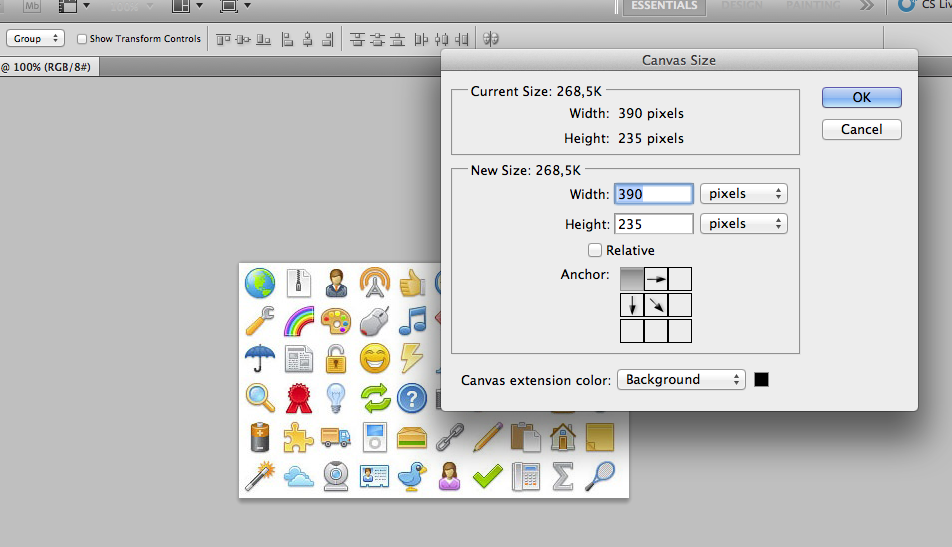 Mb
ESSENTIALS DESIGN PAINTING >> CS Liv
Group Show Transform Controls
@ 100% (RGB/8#)
Canvas Size
Current Size: 268,5K
Width: 390 pixels
Height: 235 pixels
OK
Cancel
New Size: 268,5K
Width: 390 pixels
Height: 235 pixels
Relative
Anchor:
Canvas extension color: Background